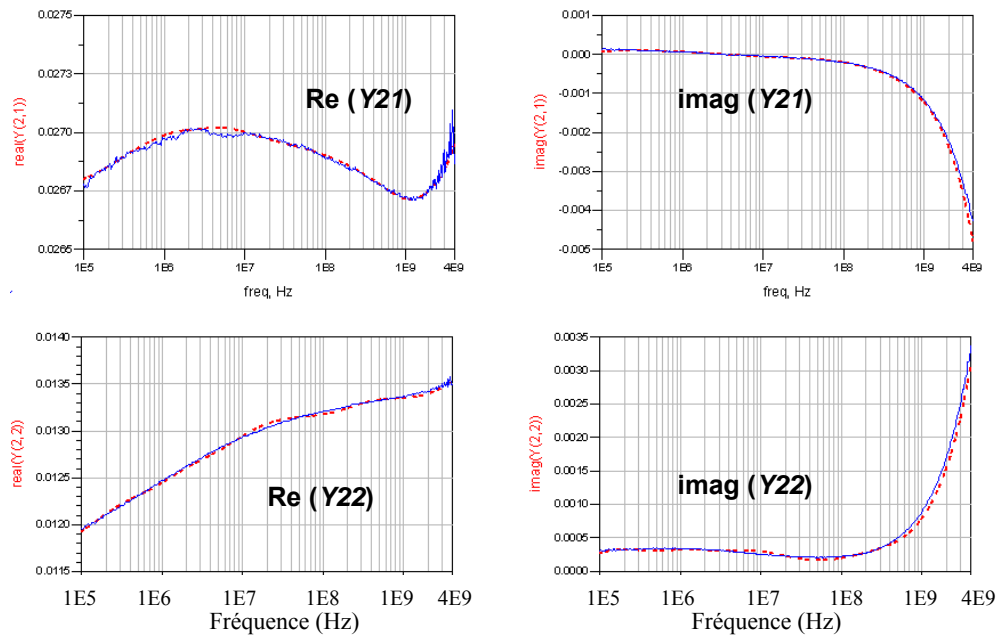 0.0275
0.0273
0.0270
0.0267
0.0265
real(Y(2,1))
Re (Y21)
1E5 1E6 1E7 1E8 1E9 4E9
freq, Hz
0.001
0.000
-0.001
-0.002
-0.003
-0.004
-0.005
imag(Y(2,1))
imag (Y21)
1E5 1E6 1E7 1E8 1E9 4E9
freq, Hz
0.0140
0.0135
0.0130
0.0125
0.0120
0.0115
real(Y(2,2))
Re (Y22)
1E5 1E6 1E7 1E8 1E9 4E9
Fréquence (Hz)
0.0035
0.0030
0.0025
0.0020
0.0015
0.0010
0.0005
0.0000
imag(Y(2,2))
imag (Y22)
1E5 1E6 1E7 1E8 1E9 4E9
Fréquence (Hz)